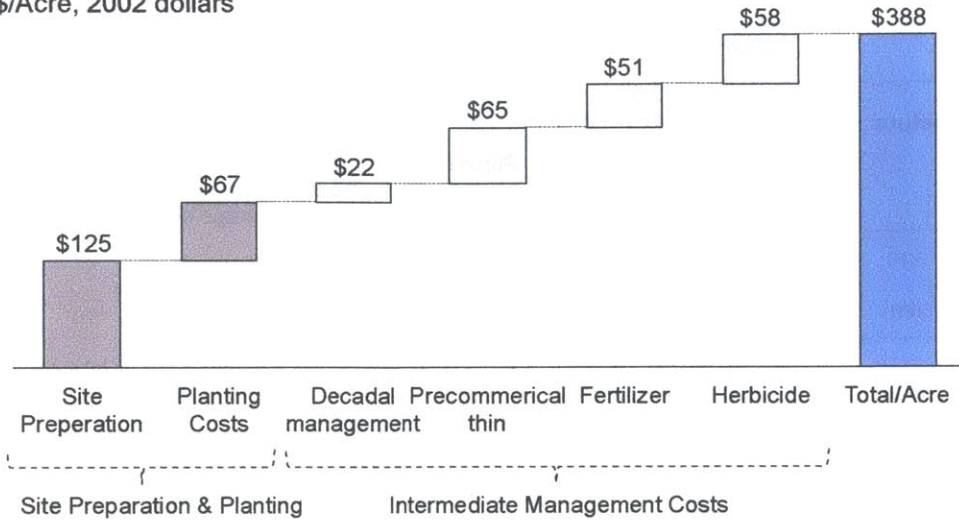 $/Acre, 2002 dollars
$58
$388
$51
$65
$22
$67
$125
Site Preperation
Planting Costs
Decadal management
Precommerical thin
Fertilizer
Herbicide
Total/Acre
Site Preparation & Planting
Intermediate Management Costs